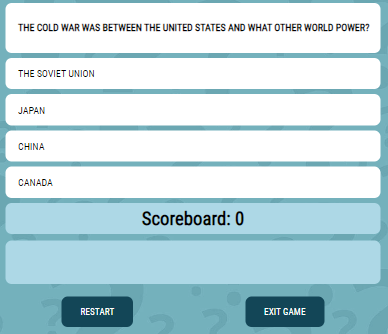 THE COLD WAR WAS BETWEEN THE UNITED STATES AND WHAT OTHER WORLD POWER?
THE SOVIET UNION
JAPAN
CHINA
CANADA
Scoreboard: 0
RESTART
EXIT GAME